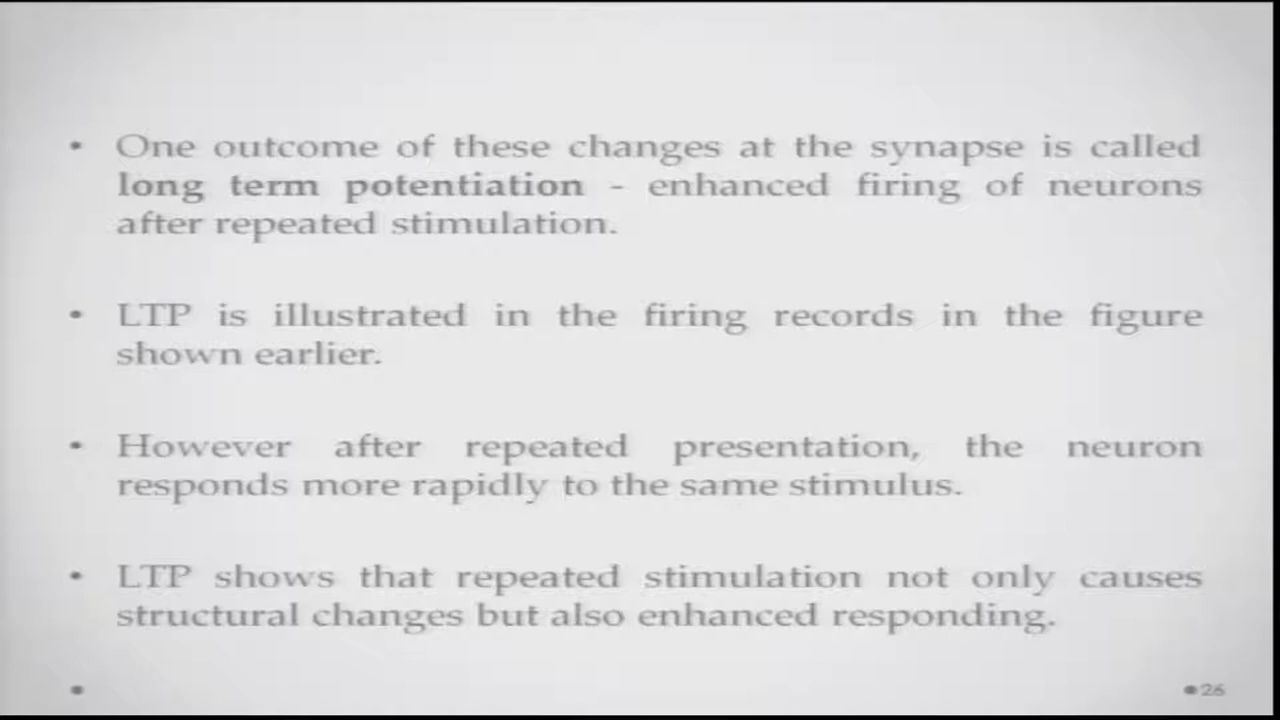 • One outcome of these changes at the synapse is called
long term potentiation - enhanced firing of neurons
after repeated stimulation.
• LTP is illustrated in the firing records in the figure
shown earlier.
• However after repeated presentation, the neuron
responds more rapidly to the same stimulus.
• LTP shows that repeated stimulation not only causes
structural changes but also enhanced responding.
•
•26